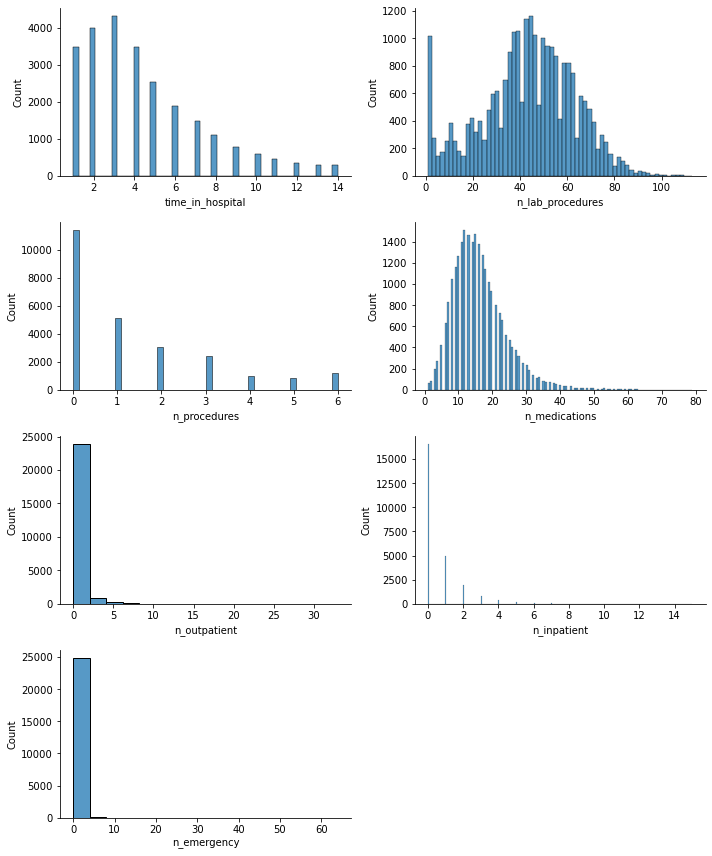 4000
3000
2000
1000
0
Count
2 4 6 8 10 12 14
time_in_hospital
1200
1000
800
600
400
200
0
Count
0 20 40 60 80 100
n_lab_procedures
10000
8000
6000
4000
2000
0
Count
0 1 2 3 4 5 6
n_procedures
1400
1200
1000
800
600
400
200
0
Count
0 10 20 30 40 50 60 70 80
n_medications
25000
20000
15000
10000
5000
0
Count
0 5 10 15 20 25 30
n_outpatient
15000
12500
10000
7500
5000
2500
0
Count
0 2 4 6 8 10 12 14
n_inpatient
25000
20000
15000
10000
5000
0
Count
0 10 20 30 40 50 60
n_emergency